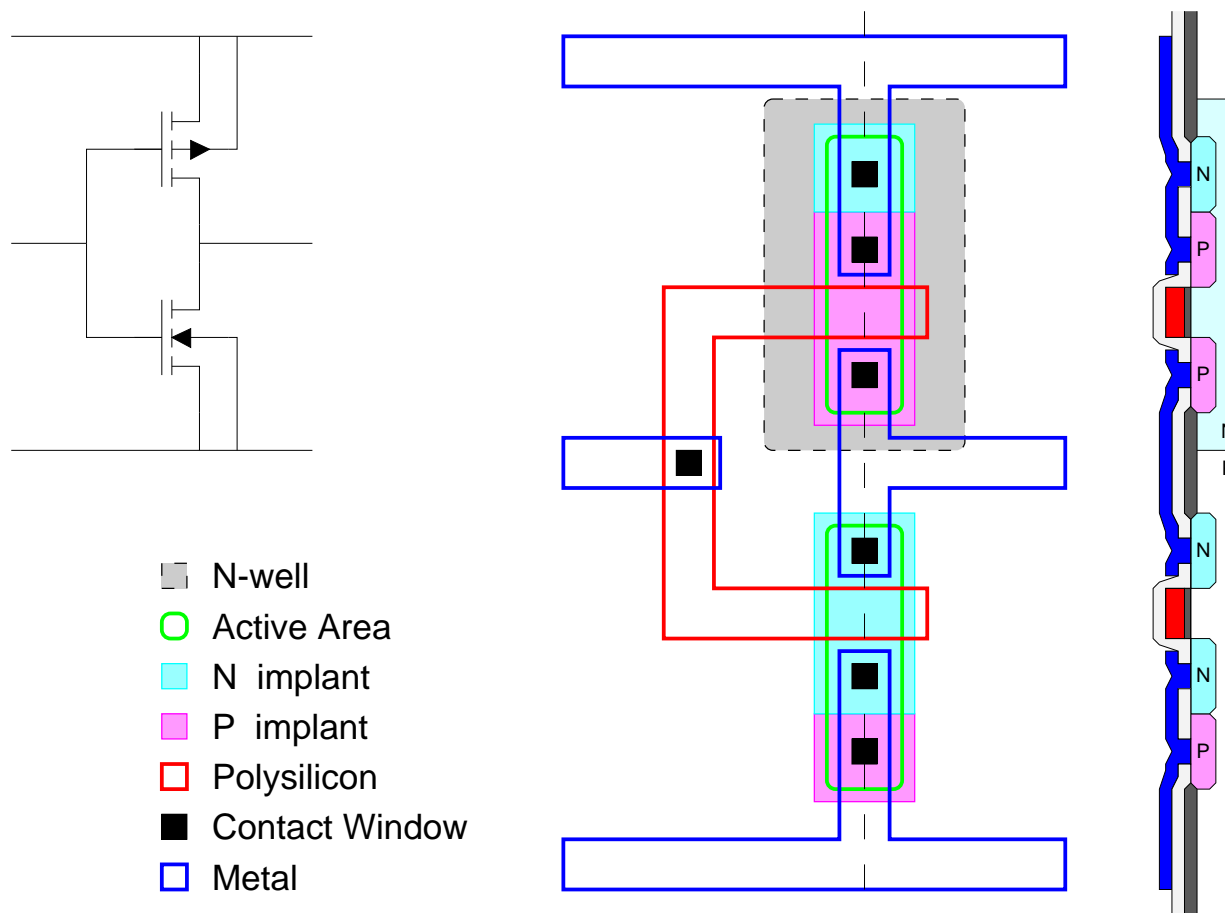 N-well
Active Area
N implant
P implant
Polysilicon
Contact Window
Metal
N
P
P
N
N
P